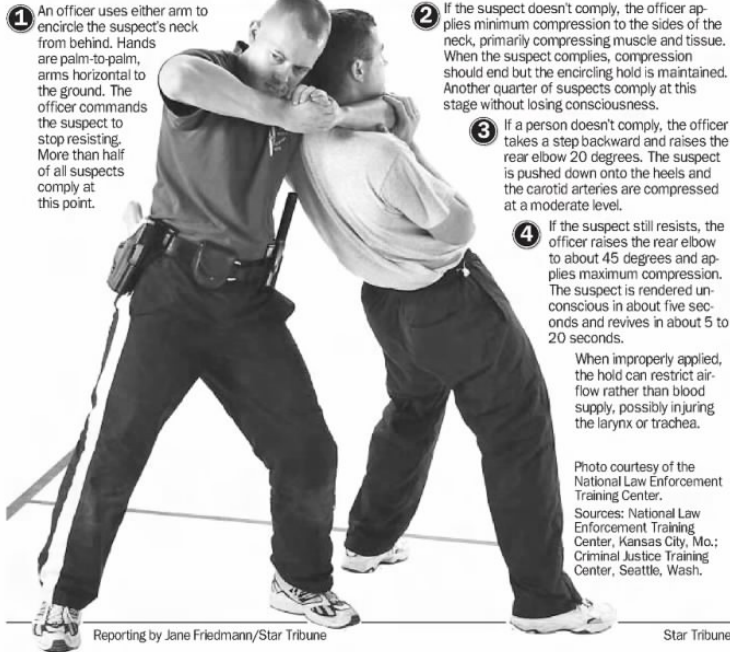 1 An officer uses either arm to
encircle the suspect's neck
from behind. Hands
are palm-to-palm,
arms horizontal to
the ground. The
officer commands
the suspect to
stop resisting.
More than half
of all suspects
comply at
this point.
2 If the suspect doesn't comply, the officer ap-
plies minimum compression to the sides of the
neck, primarily compressing muscle and tissue.
When the suspect complies, compression
should end but the encircling hold is maintained.
Another quarter of suspects comply at this
stage without losing consciousness.
3 If a person doesn't comply, the officer
takes a step backward and raises the
rear elbow 20 degrees. The suspect
is pushed down onto the heels and
the carotid arteries are compressed
at a moderate level.
4 If the suspect still resists, the
officer raises the rear elbow
to about 45 degrees and ap-
plies maximum compression.
The suspect is rendered un-
conscious in about five sec-
onds and revives in about 5 to
20 seconds.
When improperly applied,
the hold can restrict air-
flow rather than blood
supply, possibly injuring
the larynx or trachea.
Photo courtesy of the
National Law Enforcement
Training Center.
Sources: National Law
Enforcement Training
Center, Kansas City, Mo.;
Criminal Justice Training
Center, Seattle, Wash.
Reporting by Jane Friedmann/Star Tribune
Star Tribune